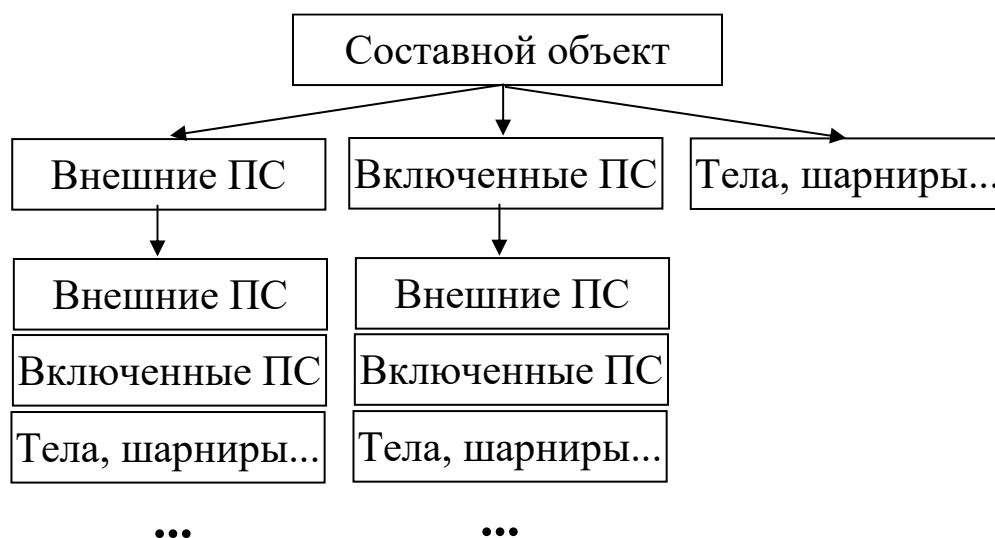 Составной объект
Внешние ПС
Включенные ПС
Тела, шарниры...
Внешние ПС
Включенные ПС
Тела, шарниры...
...
Внешние ПС
Включенные ПС
Тела, шарниры...
...